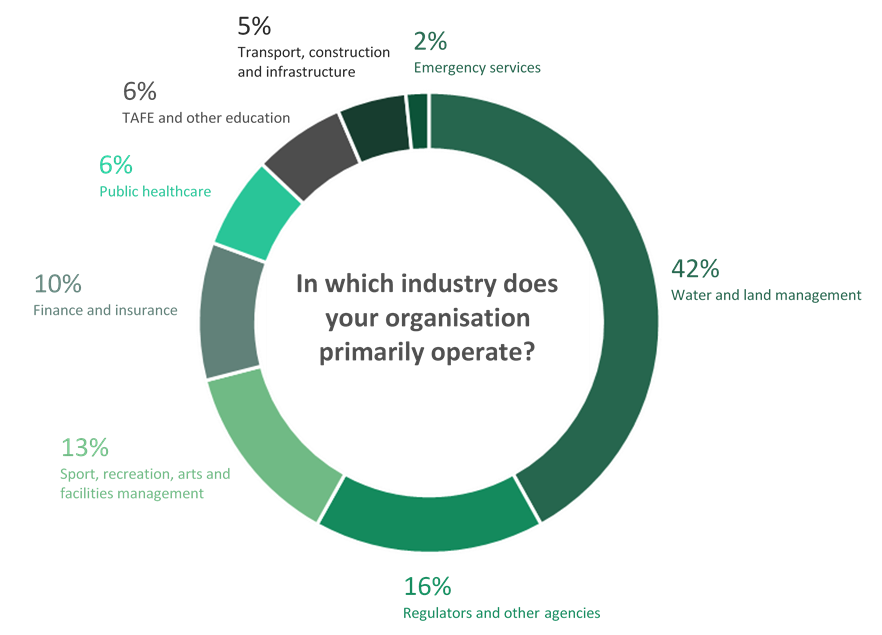 5%
Transport, construction
and infrastructure
2%
Emergency services
6%
TAFE and other education
6%
Public healthcare
42%
Water and land management
10%
Finance and insurance
In which industry does
your organisation
primarily operate?
13%
Sport, recreation, arts and
facilities management
16%
Regulators and other agencies